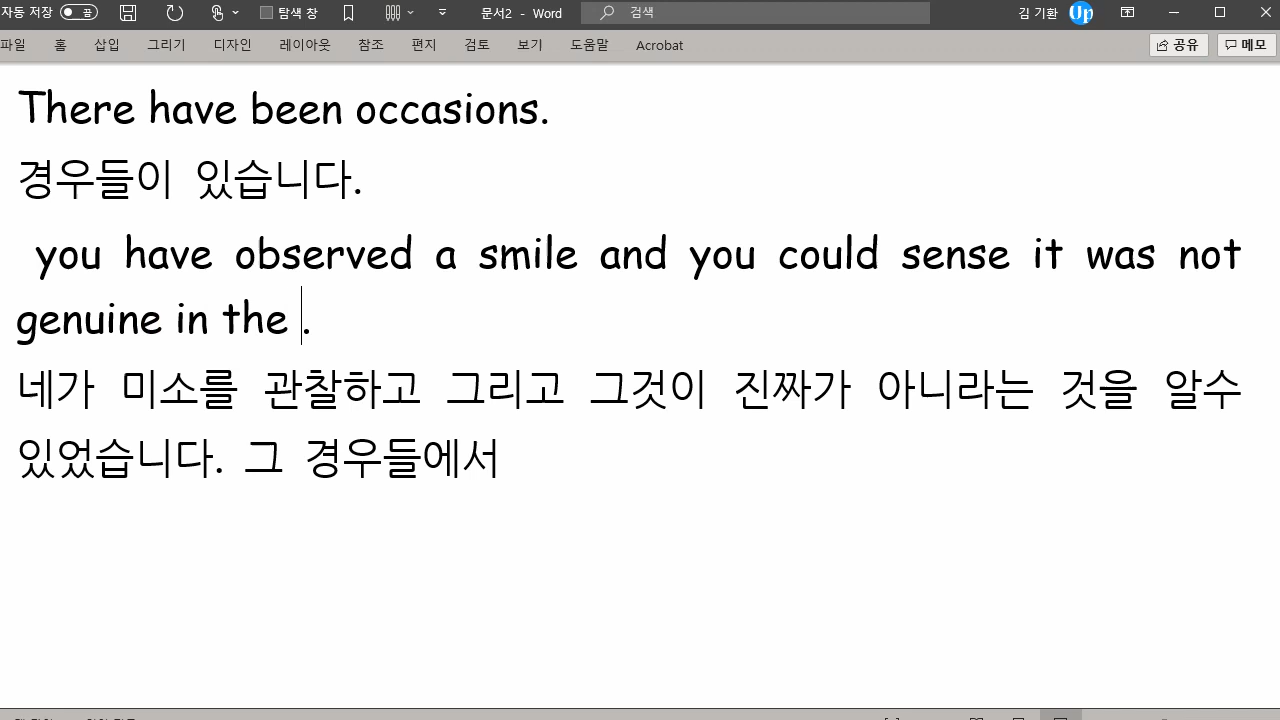 자동 저장 끔 탐색 창 문서2 - Word 검색 김 기환 Up
파일 홈 삽입 그리기 디자인 레이아웃 참조 편지 검토 보기 도움말 Acrobat 공유 메모
There have been occasions.
경우들이 있습니다.
you have observed a smile and you could sense it was not
genuine in the .
네가 미소를 관찰하고 그리고 그것이 진짜가 아니라는 것을 알수
있었습니다. 그 경우들에서